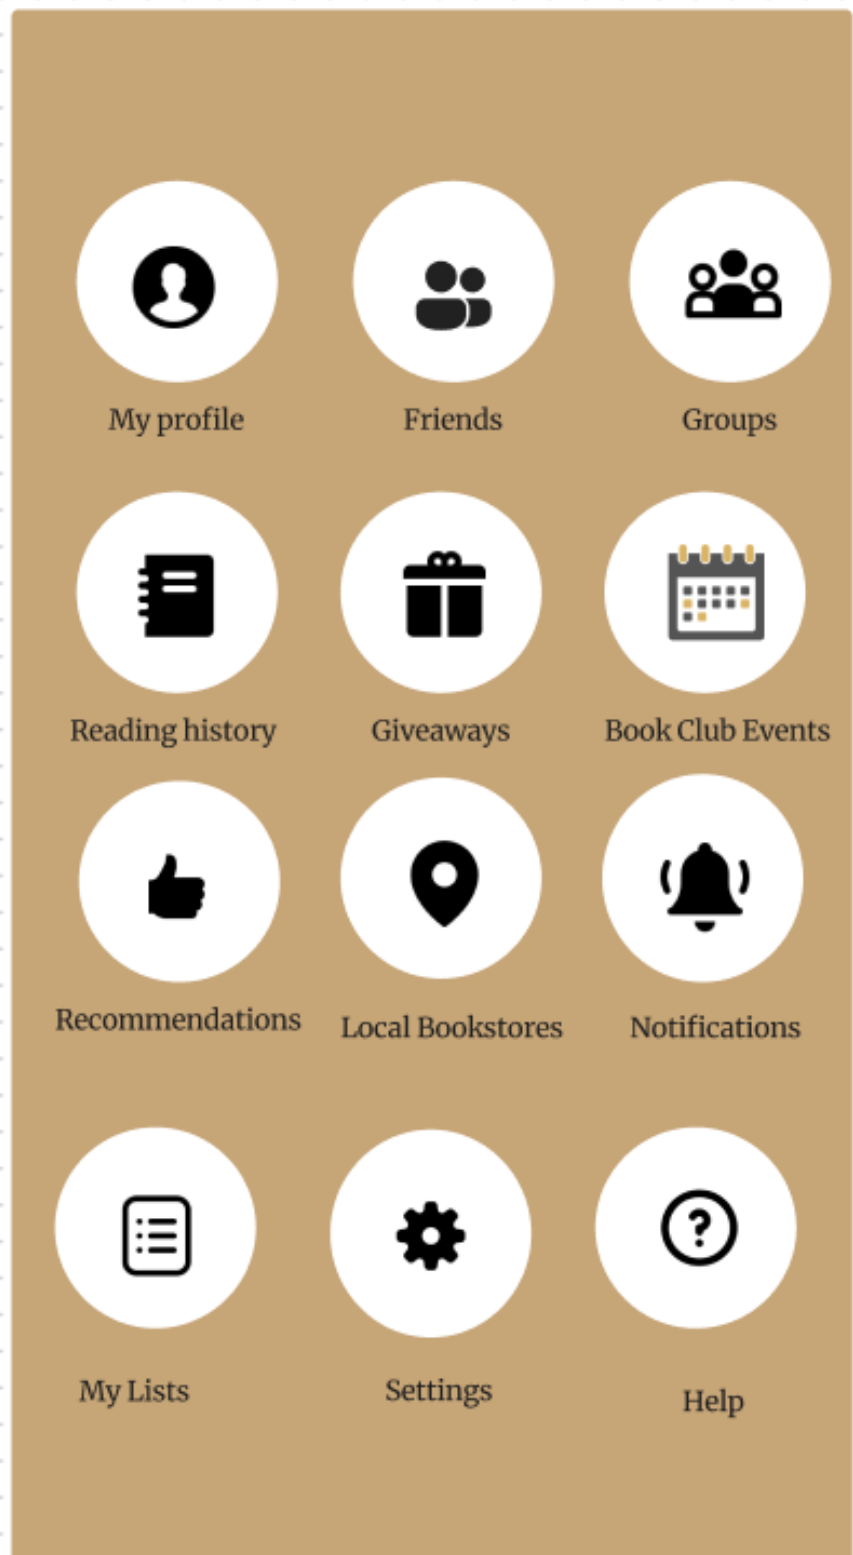 My profile
Friends
Groups
Reading history
Giveaways
Book Club Events
Recommendations
Local Bookstores
Notifications
?
My Lists
Settings
Help